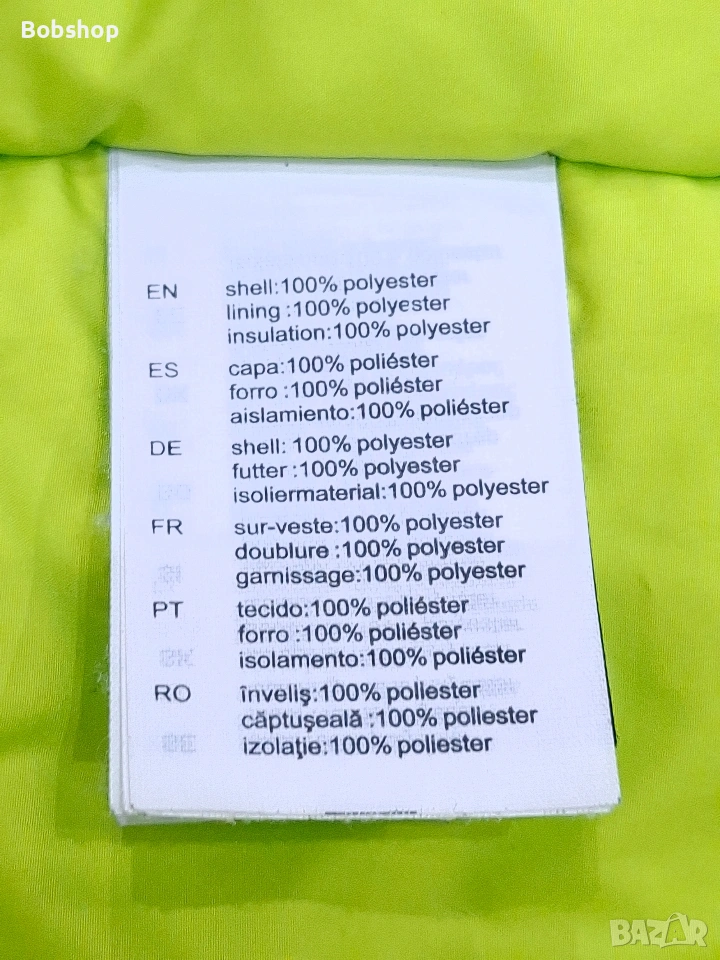 Bobshop
EN shell:100% polyester
lining :100% polyester
insulation:100% polyester
ES capa:100% poliéster
forro :100% poliéster
aislamiento:100% poliéster
DE shell: 100% polyester
futter :100% polyester
isoliermaterial:100% polyester
FR sur-veste:100% polyester
doublure :100% polyester
garnissage:100% polyester
PT tecido:100% poliéster
forro :100% poliéster
isolamento:100% poliéster
RO înveliş:100% poliester
căptuşeală :100% poliester
izolaţie:100% poliester
BAZAR